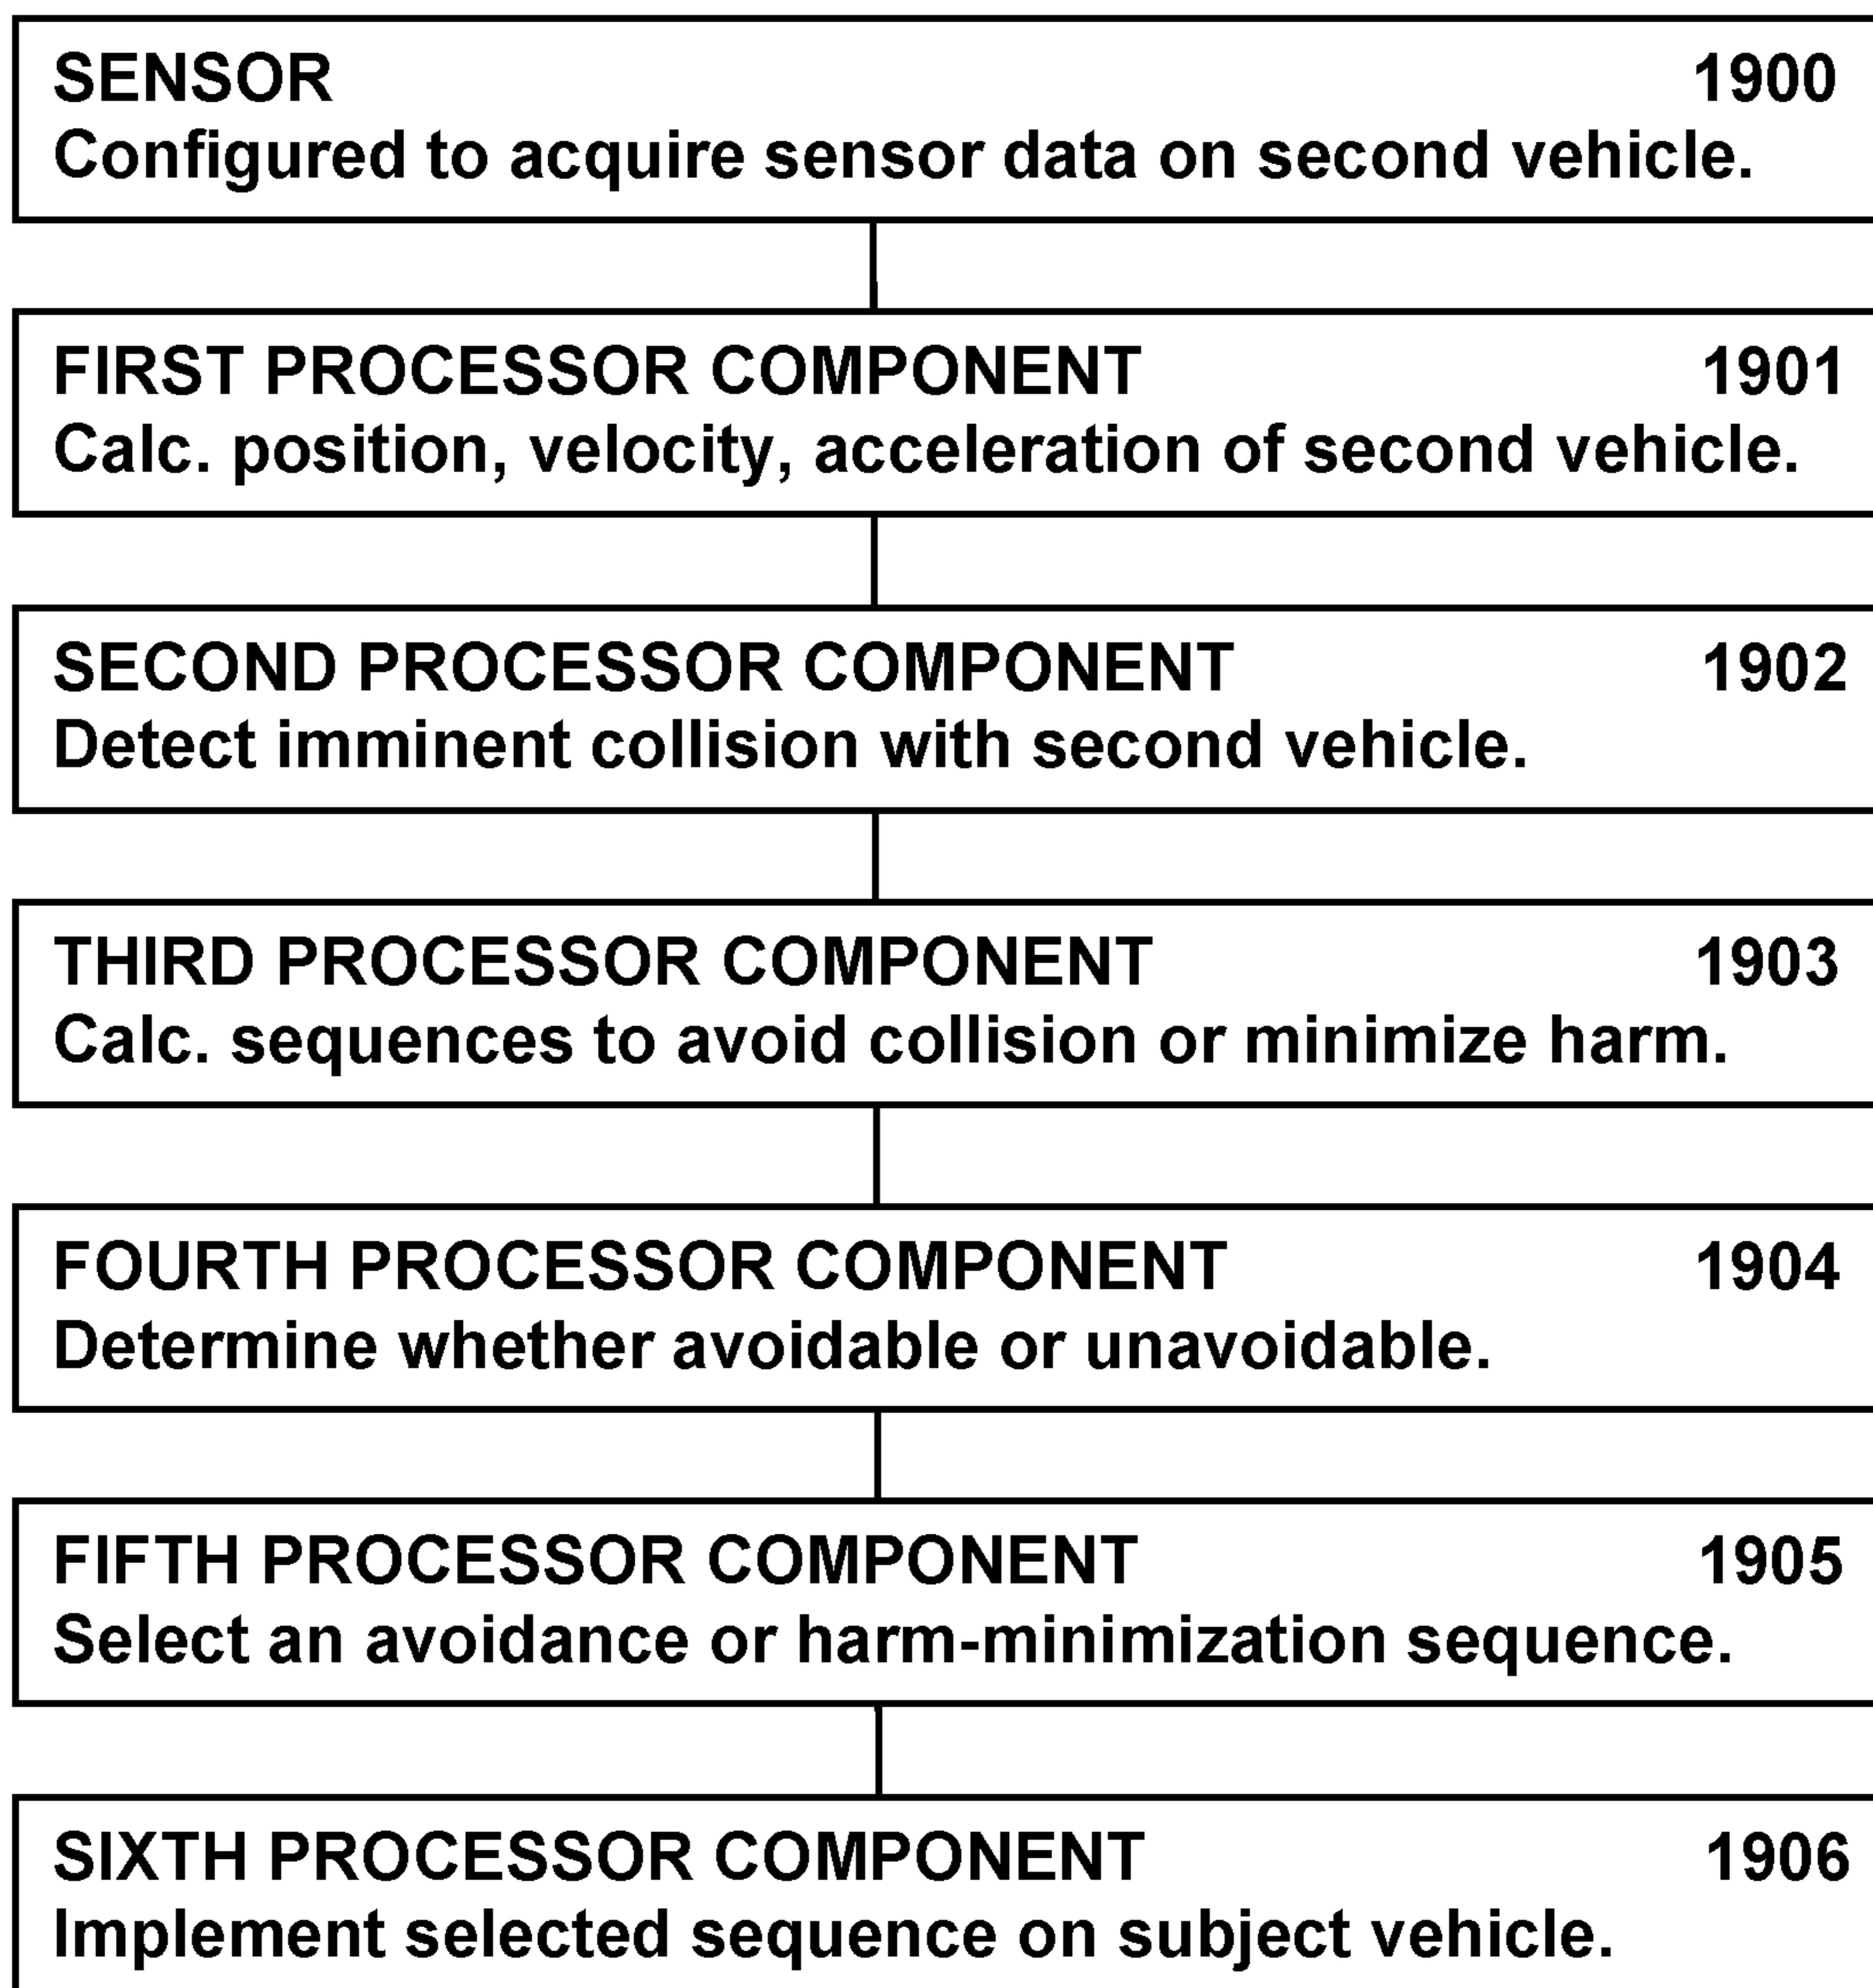 SENSOR 1900
Configured to acquire sensor data on second vehicle.
FIRST PROCESSOR COMPONENT 1901
Calc. position, velocity, acceleration of second vehicle.
SECOND PROCESSOR COMPONENT 1902
Detect imminent collision with second vehicle.
THIRD PROCESSOR COMPONENT 1903
Calc. sequences to avoid collision or minimize harm.
FOURTH PROCESSOR COMPONENT 1904
Determine whether avoidable or unavoidable.
FIFTH PROCESSOR COMPONENT 1905
Select an avoidance or harm-minimization sequence.
SIXTH PROCESSOR COMPONENT 1906
Implement selected sequence on subject vehicle.